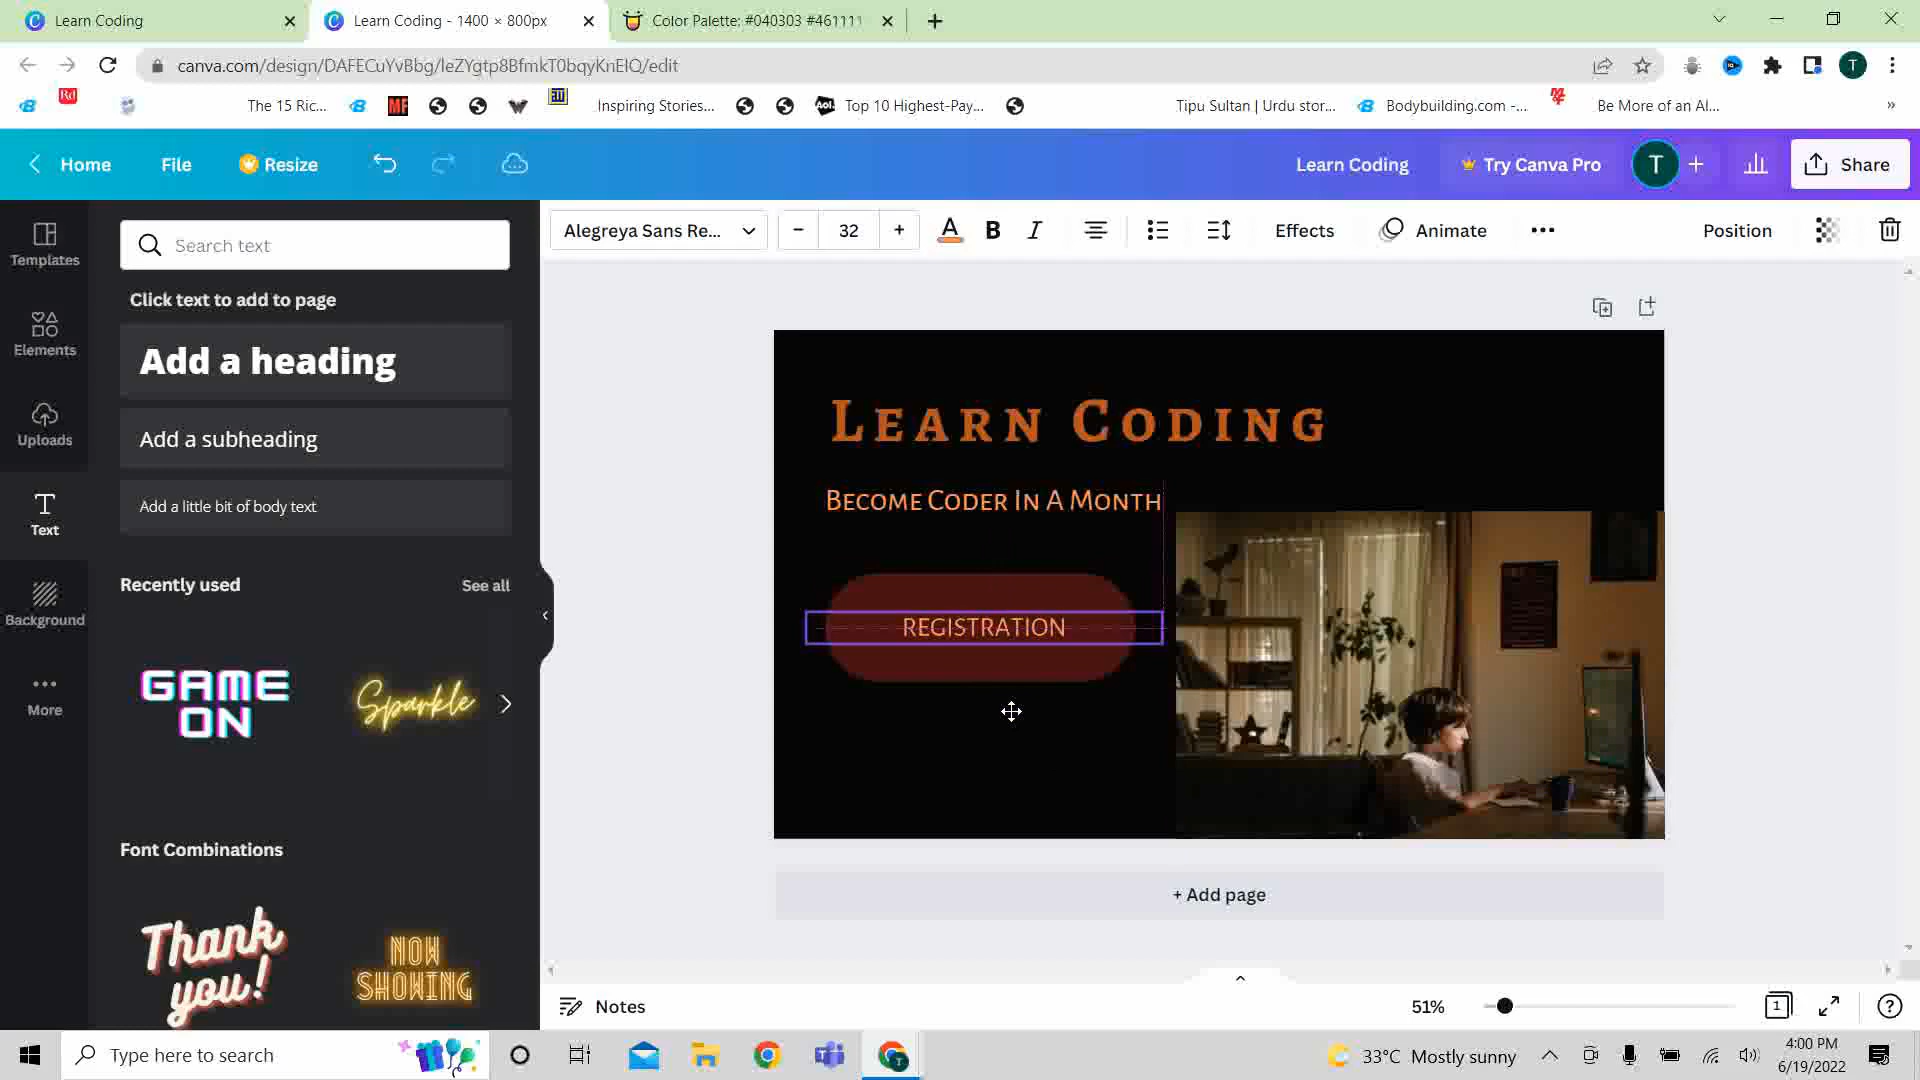 Learn Coding
Learn Coding - 1400 × 800px
Color Palette: #040303 #461111
canva.com/design/DAFECuYvBbg/leZYgtp8BfmkT0bqyKnEIQ/edit
T
Rd
The 15 Ric...
MF
Inspiring Stories...
Aol.
Top 10 Highest-Pay...
Tipu Sultan | Urdu stor...
Bodybuilding.com -...
Be More of an Al...
»
Home
File
Resize
Learn Coding
Try Canva Pro
T
Share
Templates
Elements
Uploads
Text
Background
More
Search text
Click text to add to page
Add a heading
Add a subheading
Add a little bit of body text
Recently used
See all
GAME ON
Sparkle
Font Combinations
Thank you!
NOW SHOWING
Alegreya Sans Re...
32
A
B
I
Effects
Animate
Position
LEARN CODING
BECOME CODER IN A MONTH
REGISTRATION
+ Add page
Notes
51%
1
Type here to search
33°C Mostly sunny
4:00 PM
6/19/2022